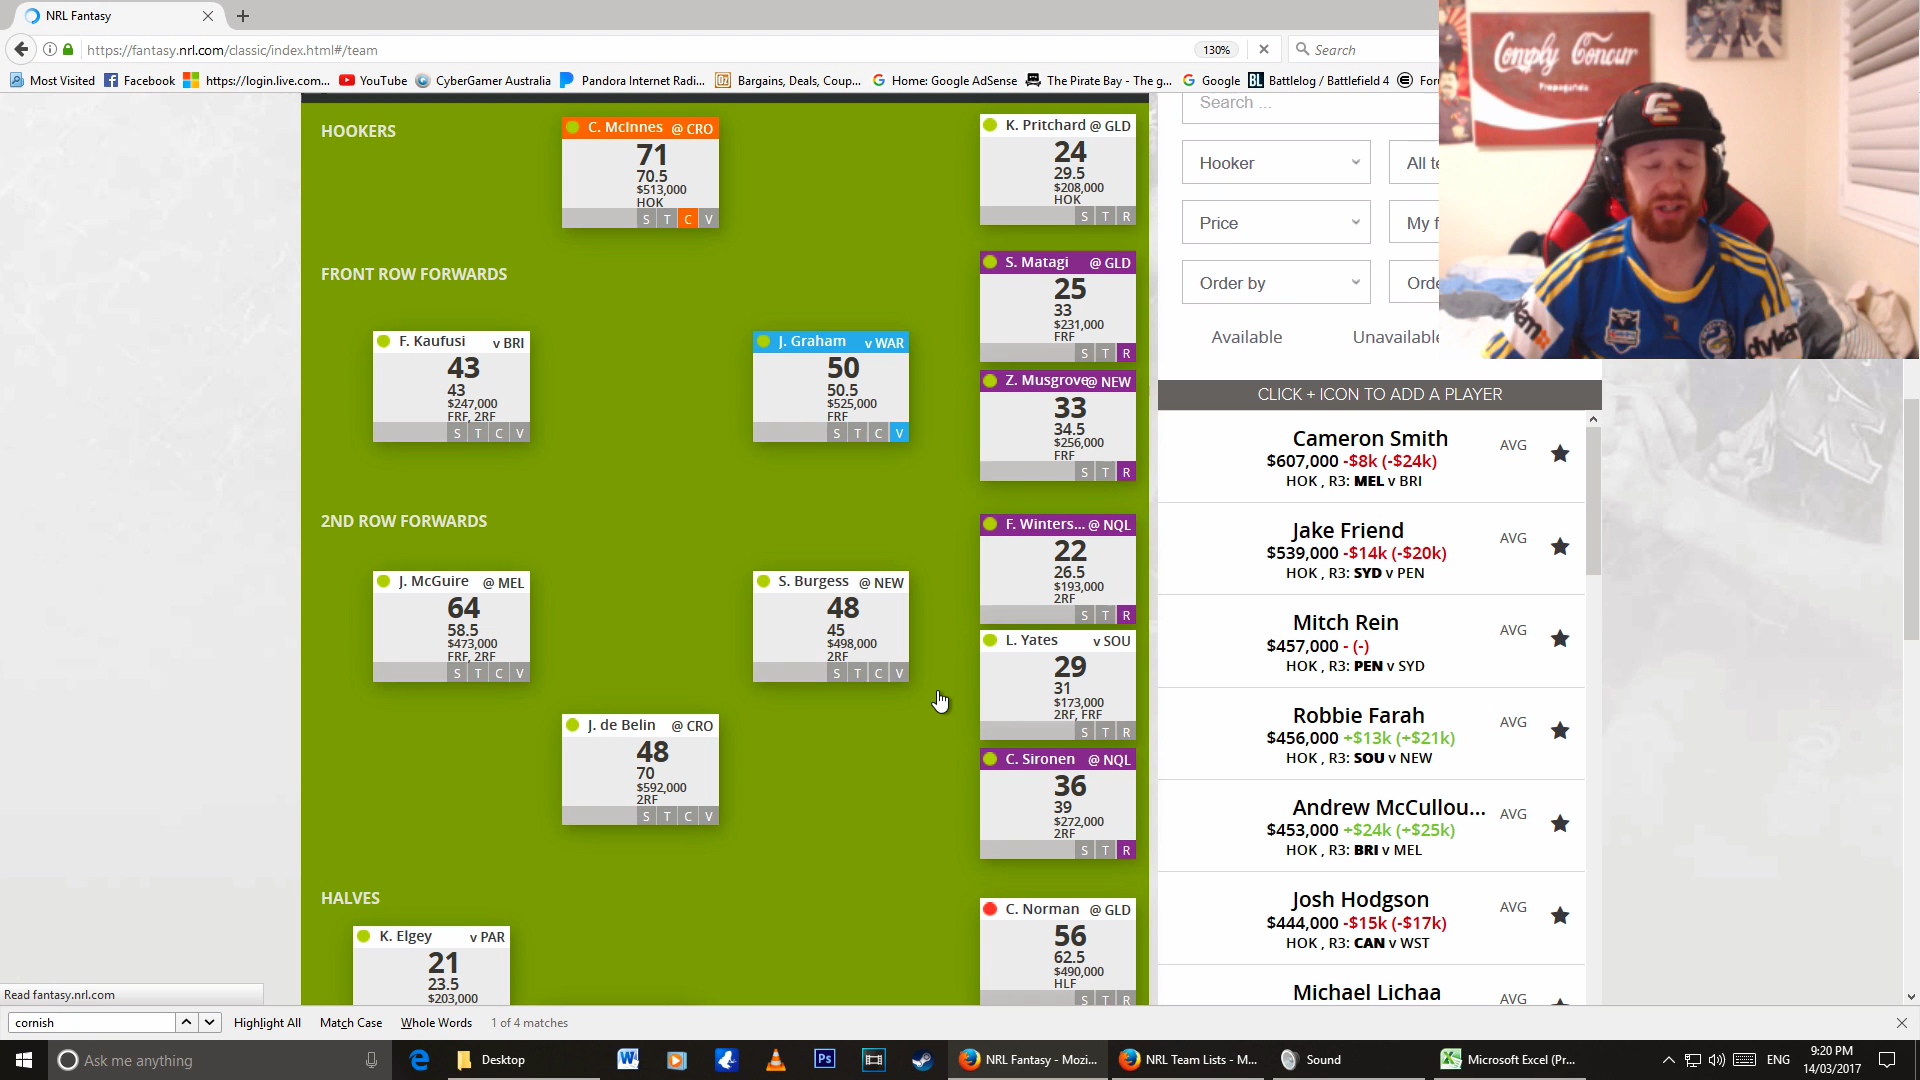 NRL Fantasy
https://fantasy.nrl.com/classic/index.html#/team
130%
Search
Most Visited
Facebook
https://login.live.com...
YouTube
CyberGamer Australia
Pandora Internet Radi...
Bargains, Deals, Coup...
Home: Google AdSense
The Pirate Bay - The g...
Google
Battlelog / Battlefield 4
For
Comply Concur
Propaganda
HOOKERS
C. McInnes @ CRO
71
70.5
$513,000
HOK
S T C V
K. Pritchard @ GLD
24
29.5
$208,000
HOK
S T R
FRONT ROW FORWARDS
S. Matagi @ GLD
25
33
$231,000
FRF
S T R
F. Kaufusi v BRI
43
43
$247,000
FRF, 2RF
S T C V
J. Graham v WAR
50
50.5
$525,000
FRF
S T C V
Z. Musgrove @ NEW
33
34.5
$256,000
FRF
S T R
2ND ROW FORWARDS
F. Winters... @ NQL
22
26.5
$193,000
2RF
S T R
J. McGuire @ MEL
64
58.5
$473,000
FRF, 2RF
S T C V
S. Burgess @ NEW
48
45
$498,000
2RF
S T C V
L. Yates v SOU
29
31
$173,000
2RF, FRF
S T R
J. de Belin @ CRO
48
70
$592,000
2RF
S T C V
C. Sironen @ NQL
36
39
$272,000
2RF
S T R
HALVES
K. Elgey v PAR
21
23.5
$203,000
C. Norman @ GLD
56
62.5
$490,000
HLF
S T R
Search ...
Hooker
All te
Price
My f
Order by
Orde
Available
Unavailable
CLICK + ICON TO ADD A PLAYER
Cameron Smith AVG
$607,000 -$8k (-$24k)
HOK , R3: MEL v BRI
Jake Friend AVG
$539,000 -$14k (-$20k)
HOK , R3: SYD v PEN
Mitch Rein AVG
$457,000 - (-)
HOK , R3: PEN v SYD
Robbie Farah AVG
$456,000 +$13k (+$21k)
HOK , R3: SOU v NEW
Andrew McCullou... AVG
$453,000 +$24k (+$25k)
HOK , R3: BRI v MEL
Josh Hodgson AVG
$444,000 -$15k (-$17k)
HOK , R3: CAN v WST
Michael Lichaa AVG
Read fantasy.nrl.com
cornish
Highlight All
Match Case
Whole Words
1 of 4 matches
Ask me anything
Desktop
NRL Fantasy - Mozi...
NRL Team Lists - M...
Sound
Microsoft Excel (Pr...
ENG
9:20 PM
14/03/2017